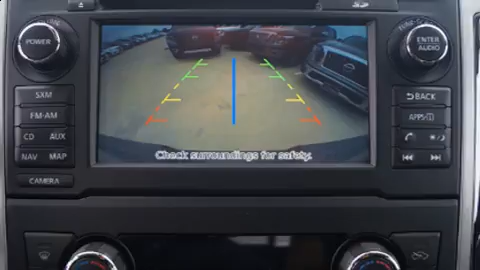 SD
POWER
TUNE•SCROLL
ENTER
AUDIO
SXM
FM•AM
CD AUX
NAV MAP
CAMERA
BACK
APPS
Check surroundings for safety.